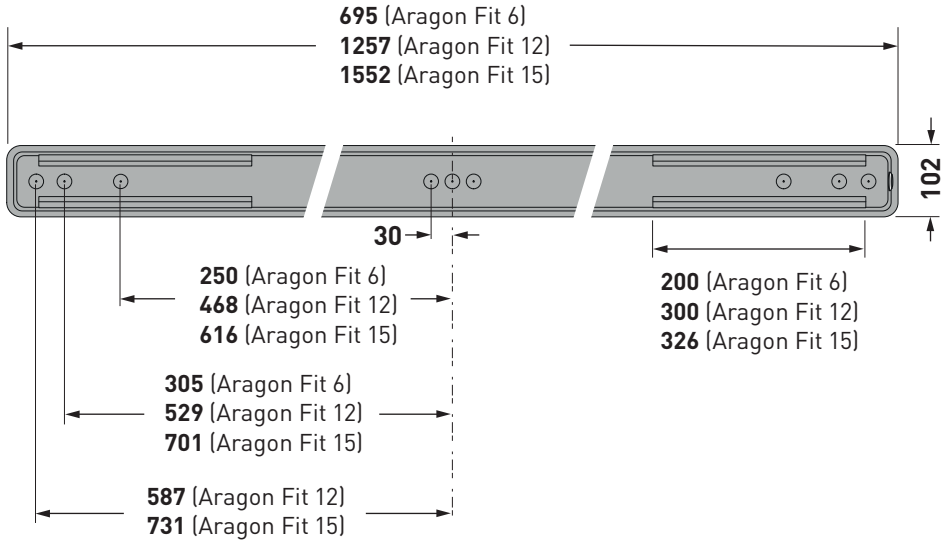 695 (Aragon Fit 6)
1257 (Aragon Fit 12)
1552 (Aragon Fit 15)
102
30
250 (Aragon Fit 6)
468 (Aragon Fit 12)
616 (Aragon Fit 15)
200 (Aragon Fit 6)
300 (Aragon Fit 12)
326 (Aragon Fit 15)
305 (Aragon Fit 6)
529 (Aragon Fit 12)
701 (Aragon Fit 15)
587 (Aragon Fit 12)
731 (Aragon Fit 15)